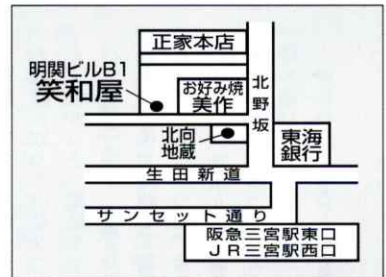 正家本店
明関ビルB1
笑和屋
お好み焼
美作
北野坂
北向
地蔵
東海
銀行
生田新道
サンセット通り
阪急三宮駅東口
JR三宮駅西口